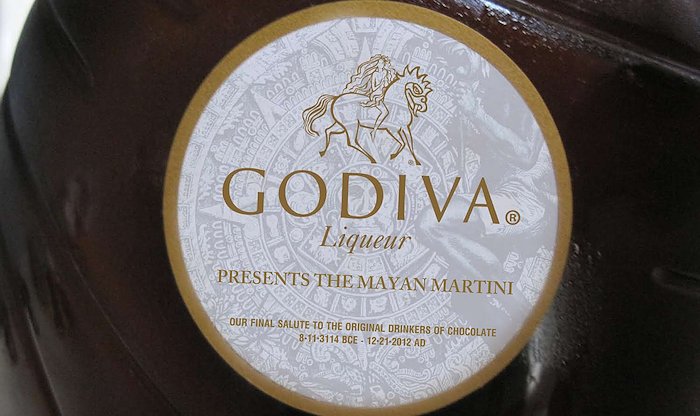 GODIVA®
Liqueur
PRESENTS THE MAYAN MARTINI
OUR FINAL SALUTE TO THE ORIGINAL DRINKERS OF CHOCOLATE
8·11·3114 BCE - 12·21·2012 AD